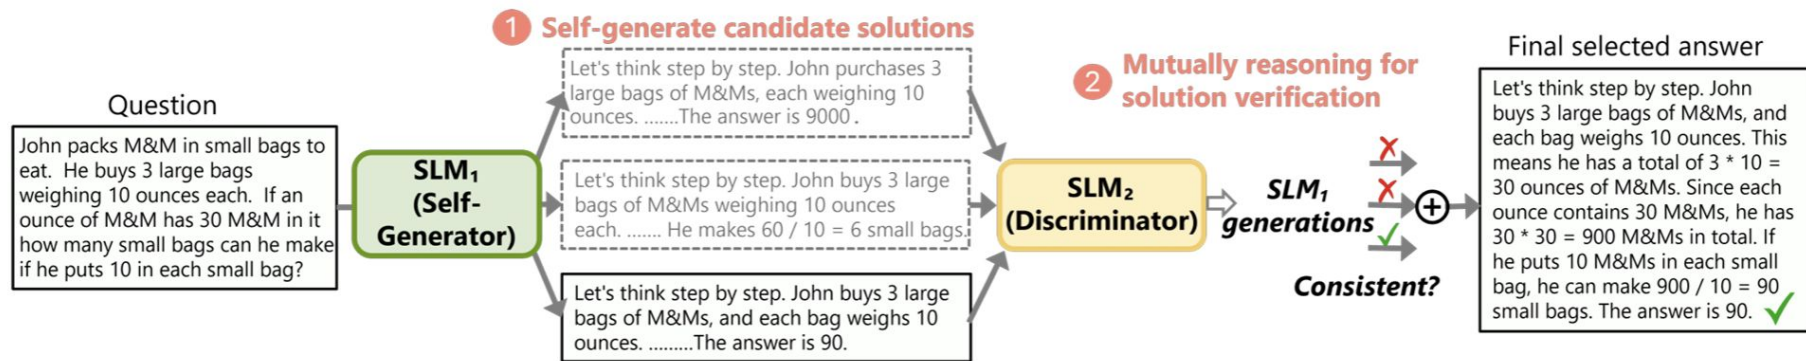 1 Self-generate candidate solutions
Question
John packs M&M in small bags to
eat.  He buys 3 large bags
weighing 10 ounces each.  If an
ounce of M&M has 30 M&M in it
how many small bags can he make
if he puts 10 in each small bag?
SLM₁
(Self-
Generator)
Let's think step by step. John purchases 3
large bags of M&Ms, each weighing 10
ounces. .......The answer is 9000.
Let's think step by step. John buys 3 large
bags of M&Ms weighing 10 ounces
each. ....... He makes 60 / 10 = 6 small bags.
Let's think step by step. John buys 3 large
bags of M&Ms, and each bag weighs 10
ounces. .........The answer is 90.
SLM₂
(Discriminator)
2 Mutually reasoning for
solution verification
SLM₁
generations
Consistent?
Final selected answer
Let's think step by step. John
buys 3 large bags of M&Ms, and
each bag weighs 10 ounces. This
means he has a total of 3 * 10 =
30 ounces of M&Ms. Since each
ounce contains 30 M&Ms, he has
30 * 30 = 900 M&Ms in total. If
he puts 10 M&Ms in each small
bag, he can make 900 / 10 = 90
small bags. The answer is 90.